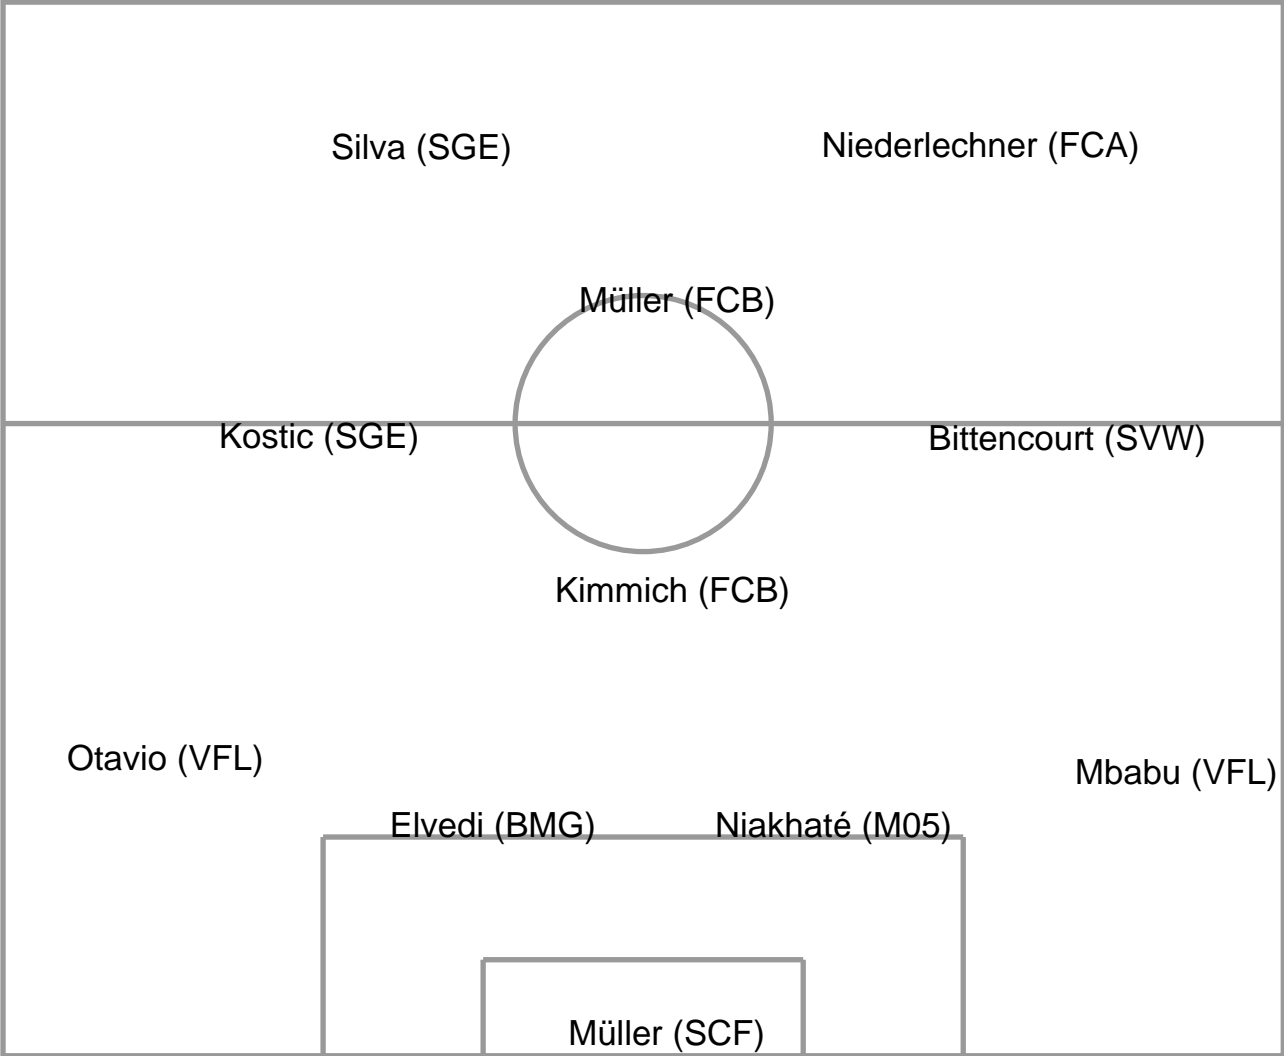 Silva (SGE)
Niederlechner (FCA)
Müller (FCB)
Kostic (SGE)
Bittencourt (SVW)
Kimmich (FCB)
Otavio (VFL)
Mbabu (VFL)
Elvedi (BMG)
Niakhaté (M05)
Müller (SCF)